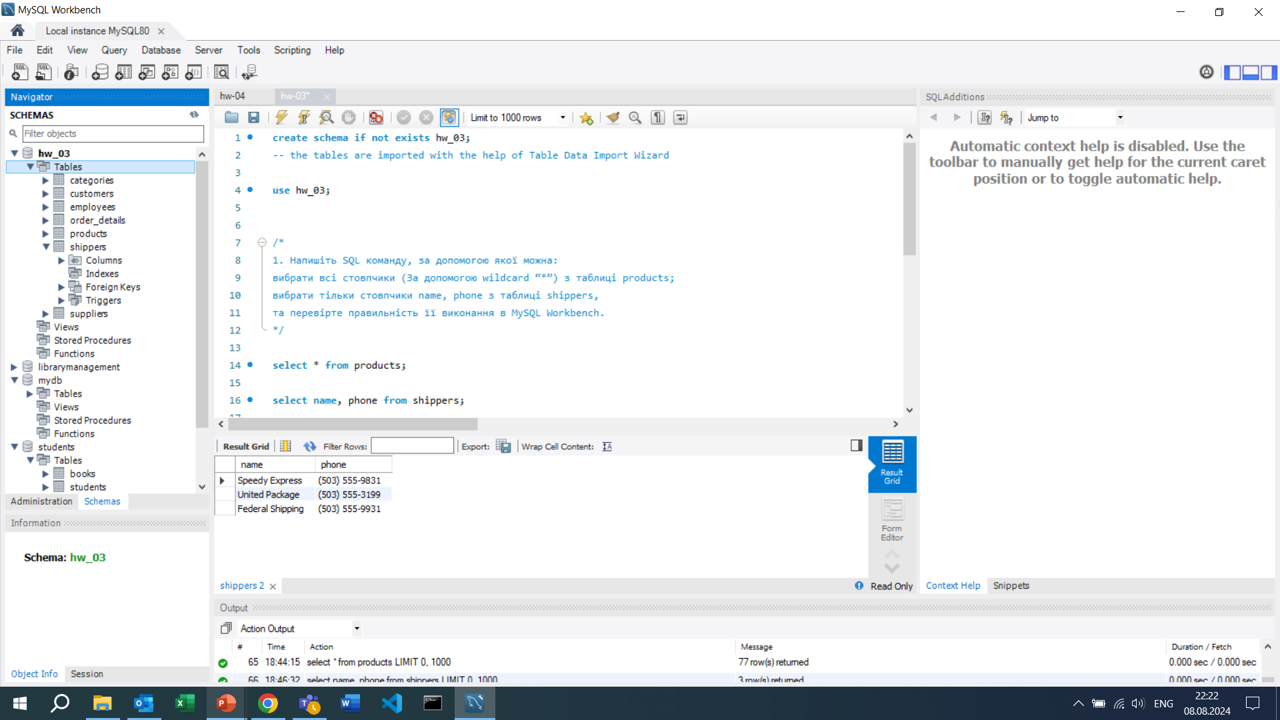 MySQL Workbench
Local instance MySQL80
File Edit View Query Database Server Tools Scripting Help
Navigator
SCHEMAS
Filter objects
hw_03
Tables
categories
customers
employees
order_details
products
shippers
Columns
Indexes
Foreign Keys
Triggers
suppliers
Views
Stored Procedures
Functions
librarymanagement
mydb
Tables
Views
Stored Procedures
Functions
students
Tables
books
students
Administration Schemas
Information
Schema: hw_03
Object Info Session
hw-04 hw-03*
Limit to 1000 rows
1 create schema if not exists hw_03;
2 -- the tables are imported with the help of Table Data Import Wizard
3
4 use hw_03;
5
6
7 /*
8 1. Напишіть SQL команду, за допомогою якої можна:
9 вибрати всі стовпчики (За допомогою wildcard “*”) з таблиці products;
10 вибрати тільки стовпчики name, phone з таблиці shippers,
11 та перевірте правильність її виконання в MySQL Workbench.
12 */
13
14 select * from products;
15
16 select name, phone from shippers;
17
Result Grid Filter Rows: Export: Wrap Cell Content:
name phone
Speedy Express (503) 555-9831
United Package (503) 555-3199
Federal Shipping (503) 555-9931
Result
Grid
Form
Editor
shippers 2 Read Only
Output
Action Output
# Time Action Message Duration / Fetch
65 18:44:15 select * from products LIMIT 0, 1000 77 row(s) returned 0.000 sec / 0.000 sec
66 18:46:32 select name, phone from shippers LIMIT 0, 1000 3 row(s) returned 0.000 sec / 0.000 sec
SQLAdditions
Jump to
Automatic context help is disabled. Use the
toolbar to manually get help for the current caret
position or to toggle automatic help.
Context Help Snippets
ENG
22:22
08.08.2024